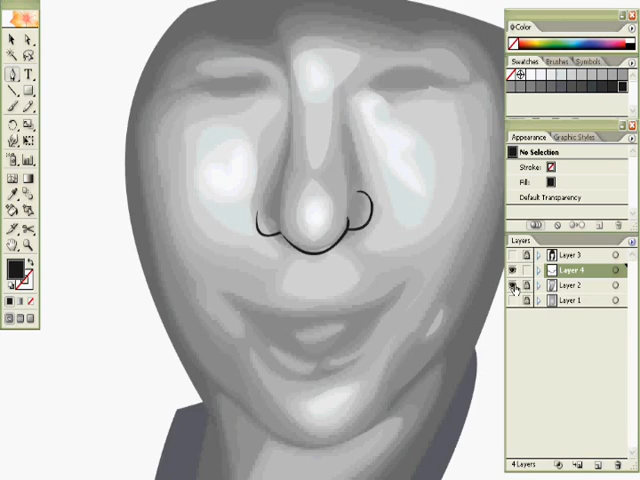 Color
Swatches Brushes Symbols
Appearance Graphic Styles
No Selection
Stroke:
Fill:
Default Transparency
Layers
Layer 3
Layer 4
Layer 2
Layer 1
4 Layers